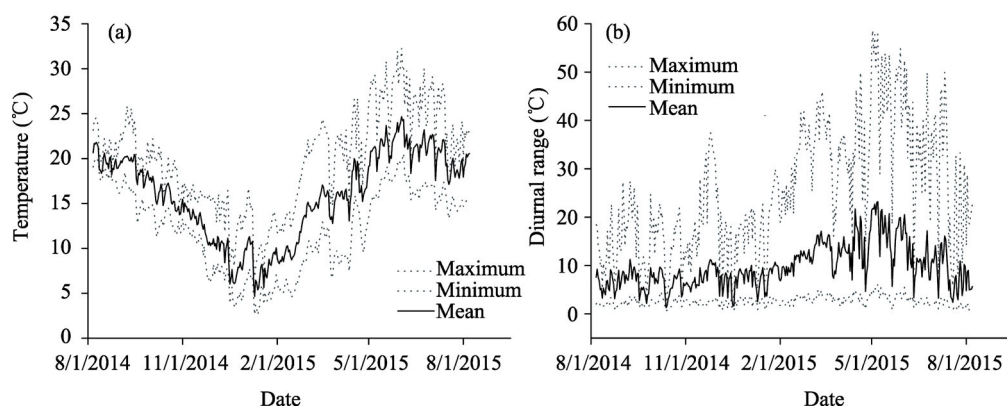 (a)
35
30
25
20
15
10
5
0
Temperature (℃)
Maximum
Minimum
Mean
8/1/2014 11/1/2014 2/1/2015 5/1/2015 8/1/2015
Date
(b)
60
50
40
30
20
10
0
Diurnal range (℃)
Maximum
Minimum
Mean
8/1/2014 11/1/2014 2/1/2015 5/1/2015 8/1/2015
Date